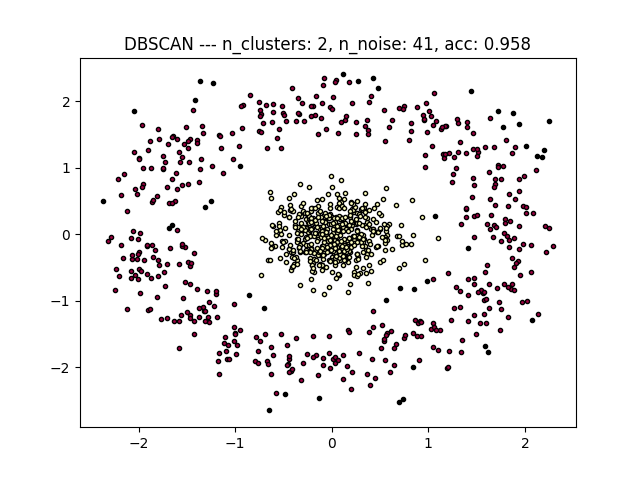 DBSCAN --- n_clusters: 2, n_noise: 41, acc: 0.958
2
1
0
−1
−2
−2 −1 0 1 2